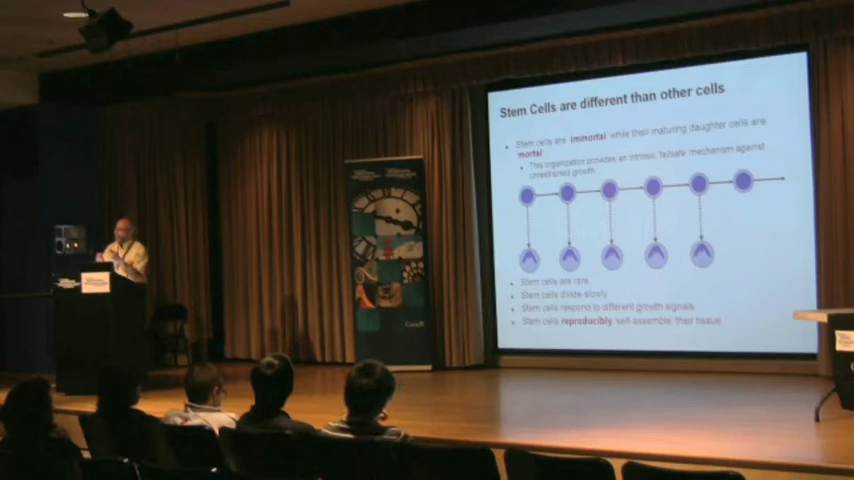 Stem Cells are different than other cells
• Stem cells are immortal while their maturing daughter cells are
mortal
• This organization provides an intrinsic failsafe mechanism against
unrestrained growth
• Stem cells are rare
• Stem cells divide slowly
• Stem cells respond to different growth signals
• Stem cells reproducibly self-assemble their tissue
Canada